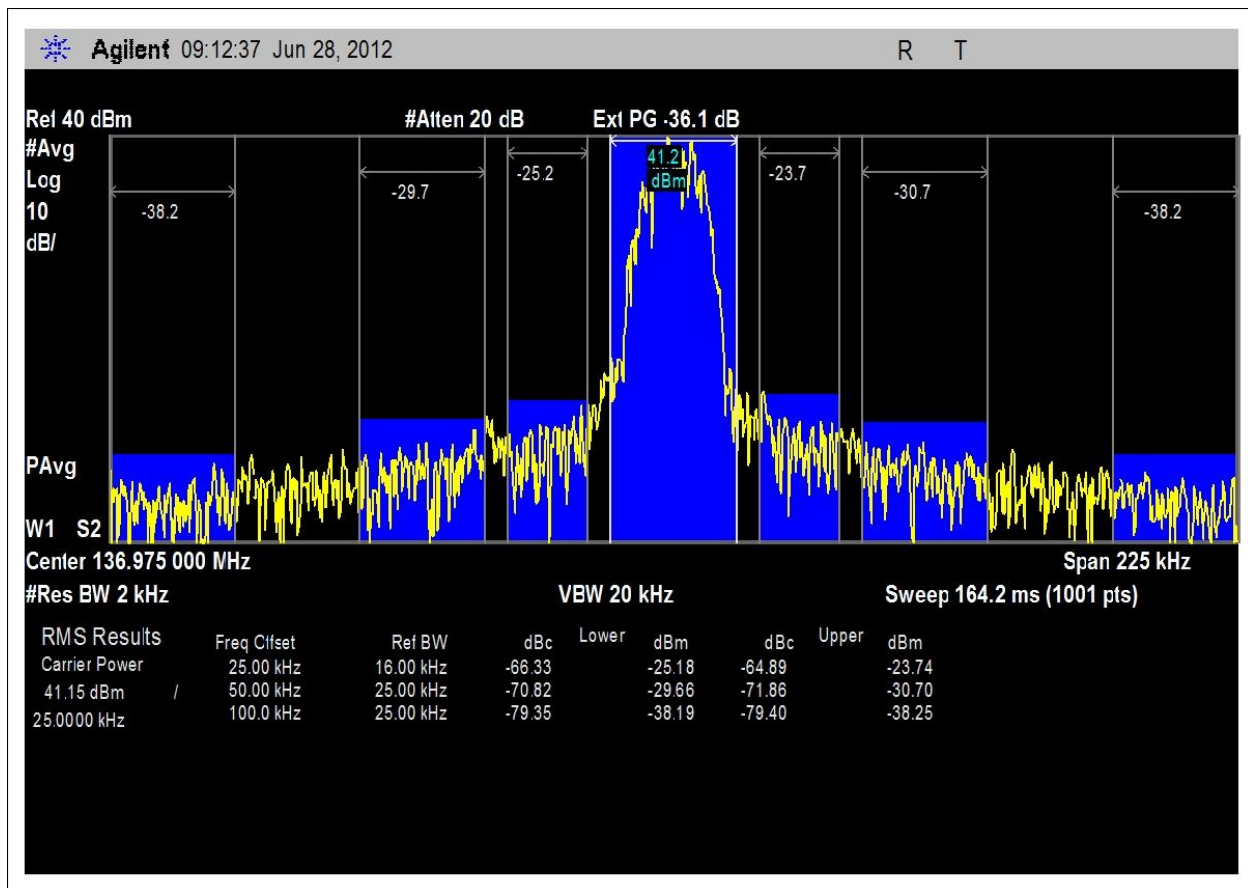 Agilent 09:12:37 Jun 28, 2012 R T
Ref 40 dBm #Atten 20 dB Ext PG -36.1 dB
#Avg
Log
10
dB/
41.2
dBm
-38.2 -29.7 -25.2 -23.7 -30.7 -38.2
PAvg
W1 S2
Center 136.975 000 MHz Span 225 kHz
#Res BW 2 kHz VBW 20 kHz Sweep 164.2 ms (1001 pts)
RMS Results Freq Offset Ref BW dBc Lower dBm dBc Upper dBm
Carrier Power 25.00 kHz 16.00 kHz -66.33 -25.18 -64.89 -23.74
41.15 dBm / 50.00 kHz 25.00 kHz -70.82 -29.66 -71.86 -30.70
25.0000 kHz 100.0 kHz 25.00 kHz -79.35 -38.19 -79.40 -38.25